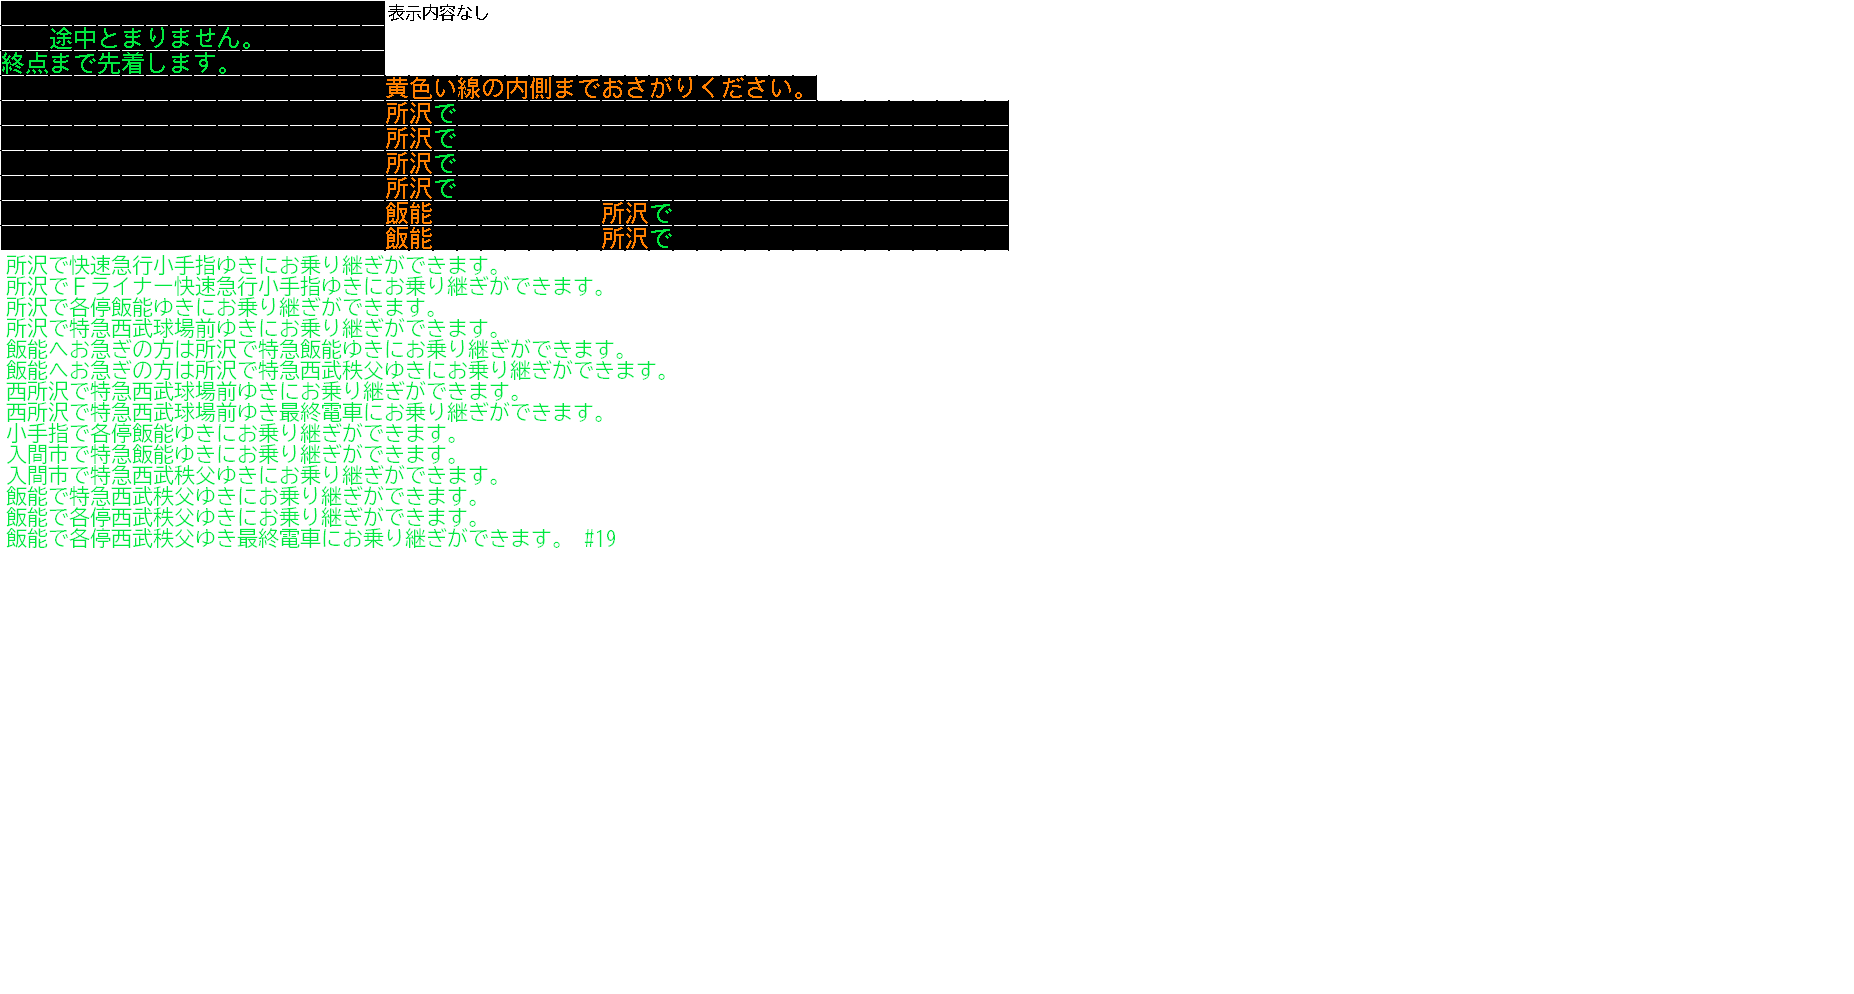 表示内容なし
途中とまりません。
終点まで先着します。
黄色い線の内側までおさがりください。
所沢で
所沢で
所沢で
所沢で
飯能 所沢で
飯能 所沢で
所沢で快速急行小手指ゆきにお乗り継ぎができます。
所沢でＦライナー快速急行小手指ゆきにお乗り継ぎができます。
所沢で各停飯能ゆきにお乗り継ぎができます。
所沢で特急西武球場前ゆきにお乗り継ぎができます。
飯能へお急ぎの方は所沢で特急飯能ゆきにお乗り継ぎができます。
飯能へお急ぎの方は所沢で特急西武秩父ゆきにお乗り継ぎができます。
西所沢で特急西武球場前ゆきにお乗り継ぎができます。
西所沢で特急西武球場前ゆき最終電車にお乗り継ぎができます。
小手指で各停飯能ゆきにお乗り継ぎができます。
入間市で特急飯能ゆきにお乗り継ぎができます。
入間市で特急西武秩父ゆきにお乗り継ぎができます。
飯能で特急西武秩父ゆきにお乗り継ぎができます。
飯能で各停西武秩父ゆきにお乗り継ぎができます。
飯能で各停西武秩父ゆき最終電車にお乗り継ぎができます。 #19